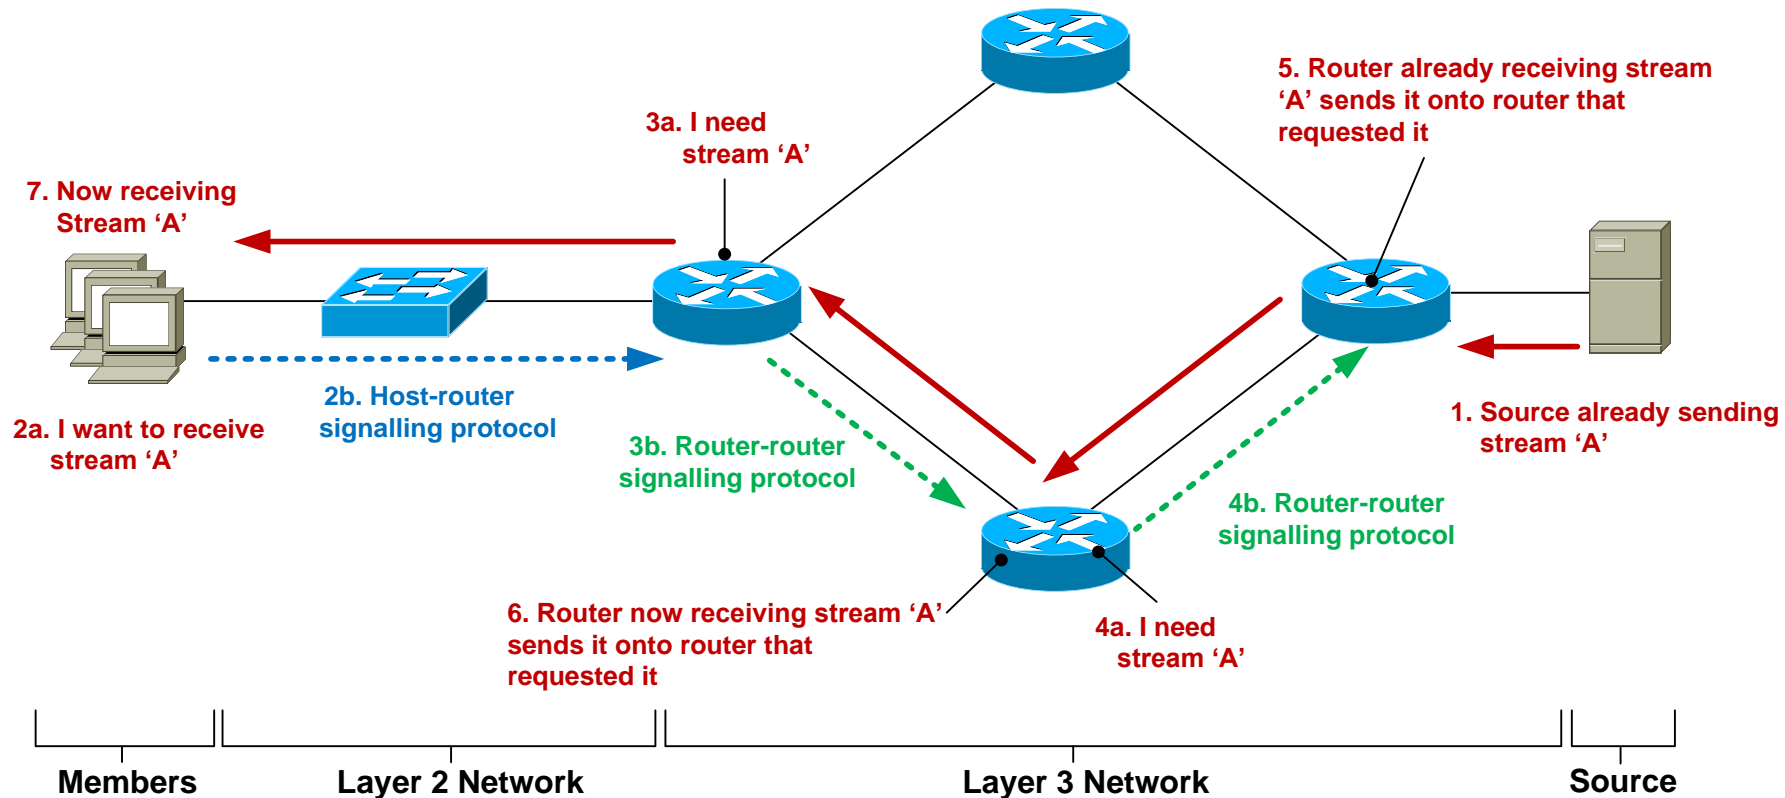 5. Router already receiving stream
‘A’ sends it onto router that
requested it
3a. I need
stream ‘A’
7. Now receiving
Stream ‘A’
2b. Host-router
signalling protocol
2a. I want to receive
stream ‘A’
1. Source already sending
stream ‘A’
3b. Router-router
signalling protocol
4b. Router-router
signalling protocol
6. Router now receiving stream ‘A’
sends it onto router that
requested it
4a. I need
stream ‘A’
Members
Layer 2 Network
Layer 3 Network
Source